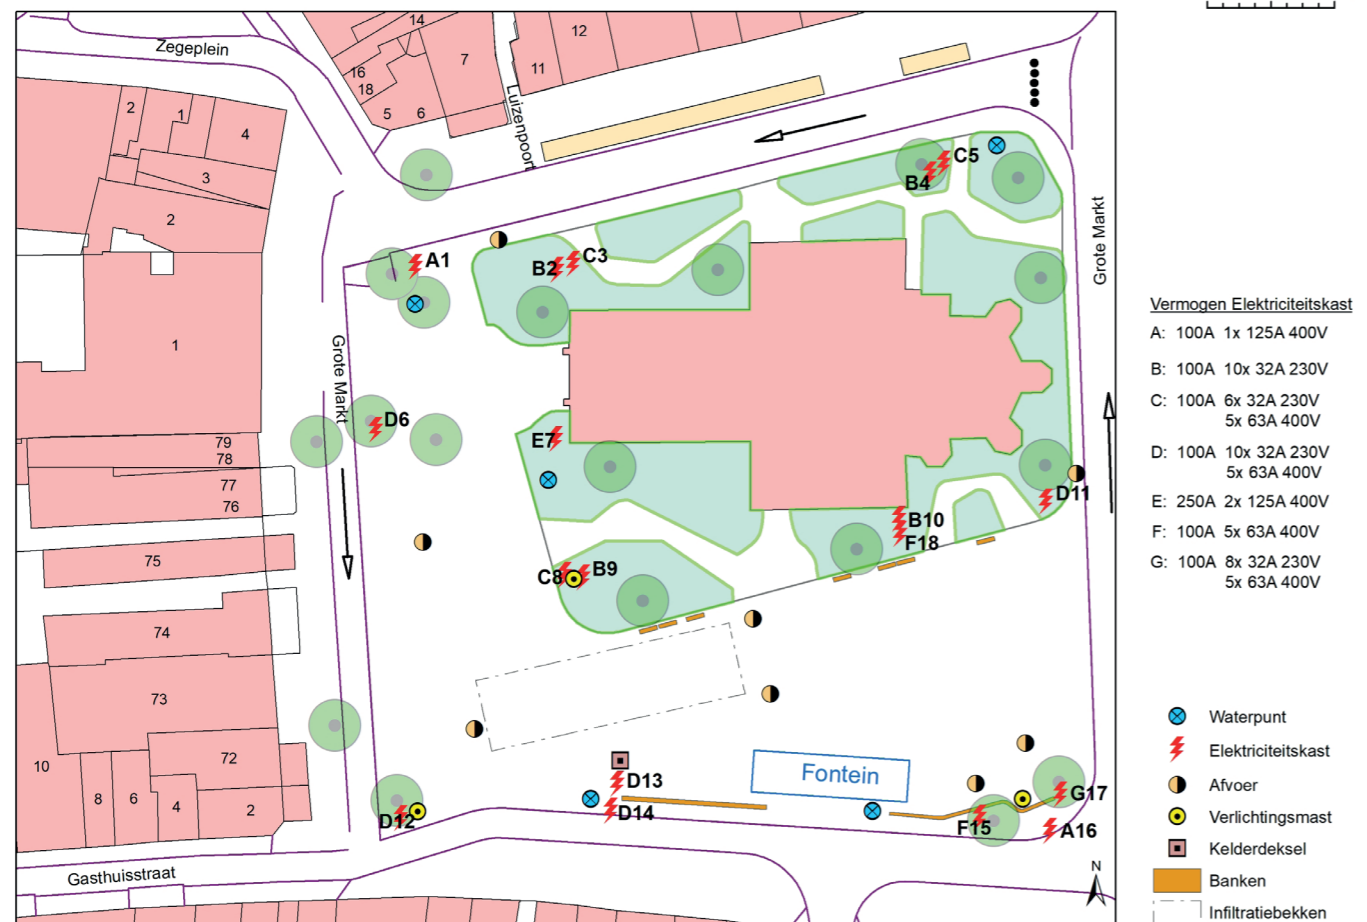 Zegeplein
14
12
7
16
11
18
5
6
Luizenpoort
2
1
4
3
2
C5
B4
Grote Markt
A1
B2
C3
1
Grote Markt
D6
E7
79
78
77
76
D11
B10
F18
75
C8
B9
74
73
72
10
8
6
4
2
Fontein
D13
D14
D12
G17
F15
A16
Gasthuisstraat
N
Vermogen Elektriciteitskast
A: 100A 1x 125A 400V
B: 100A 10x 32A 230V
C: 100A 6x 32A 230V
5x 63A 400V
D: 100A 10x 32A 230V
5x 63A 400V
E: 250A 2x 125A 400V
F: 100A 5x 63A 400V
G: 100A 8x 32A 230V
5x 63A 400V
Waterpunt
Elektriciteitskast
Afvoer
Verlichtingsmast
Kelderdeksel
Banken
Infiltratiebekken